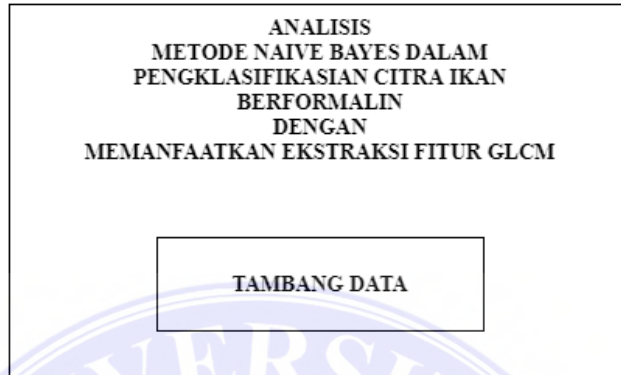 ANALISIS
METODE NAIVE BAYES DALAM
PENGKLASIFIKASIAN CITRA IKAN
BERFORMALIN
DENGAN
MEMANFAATKAN EKSTRAKSI FITUR GLCM
TAMBANG DATA